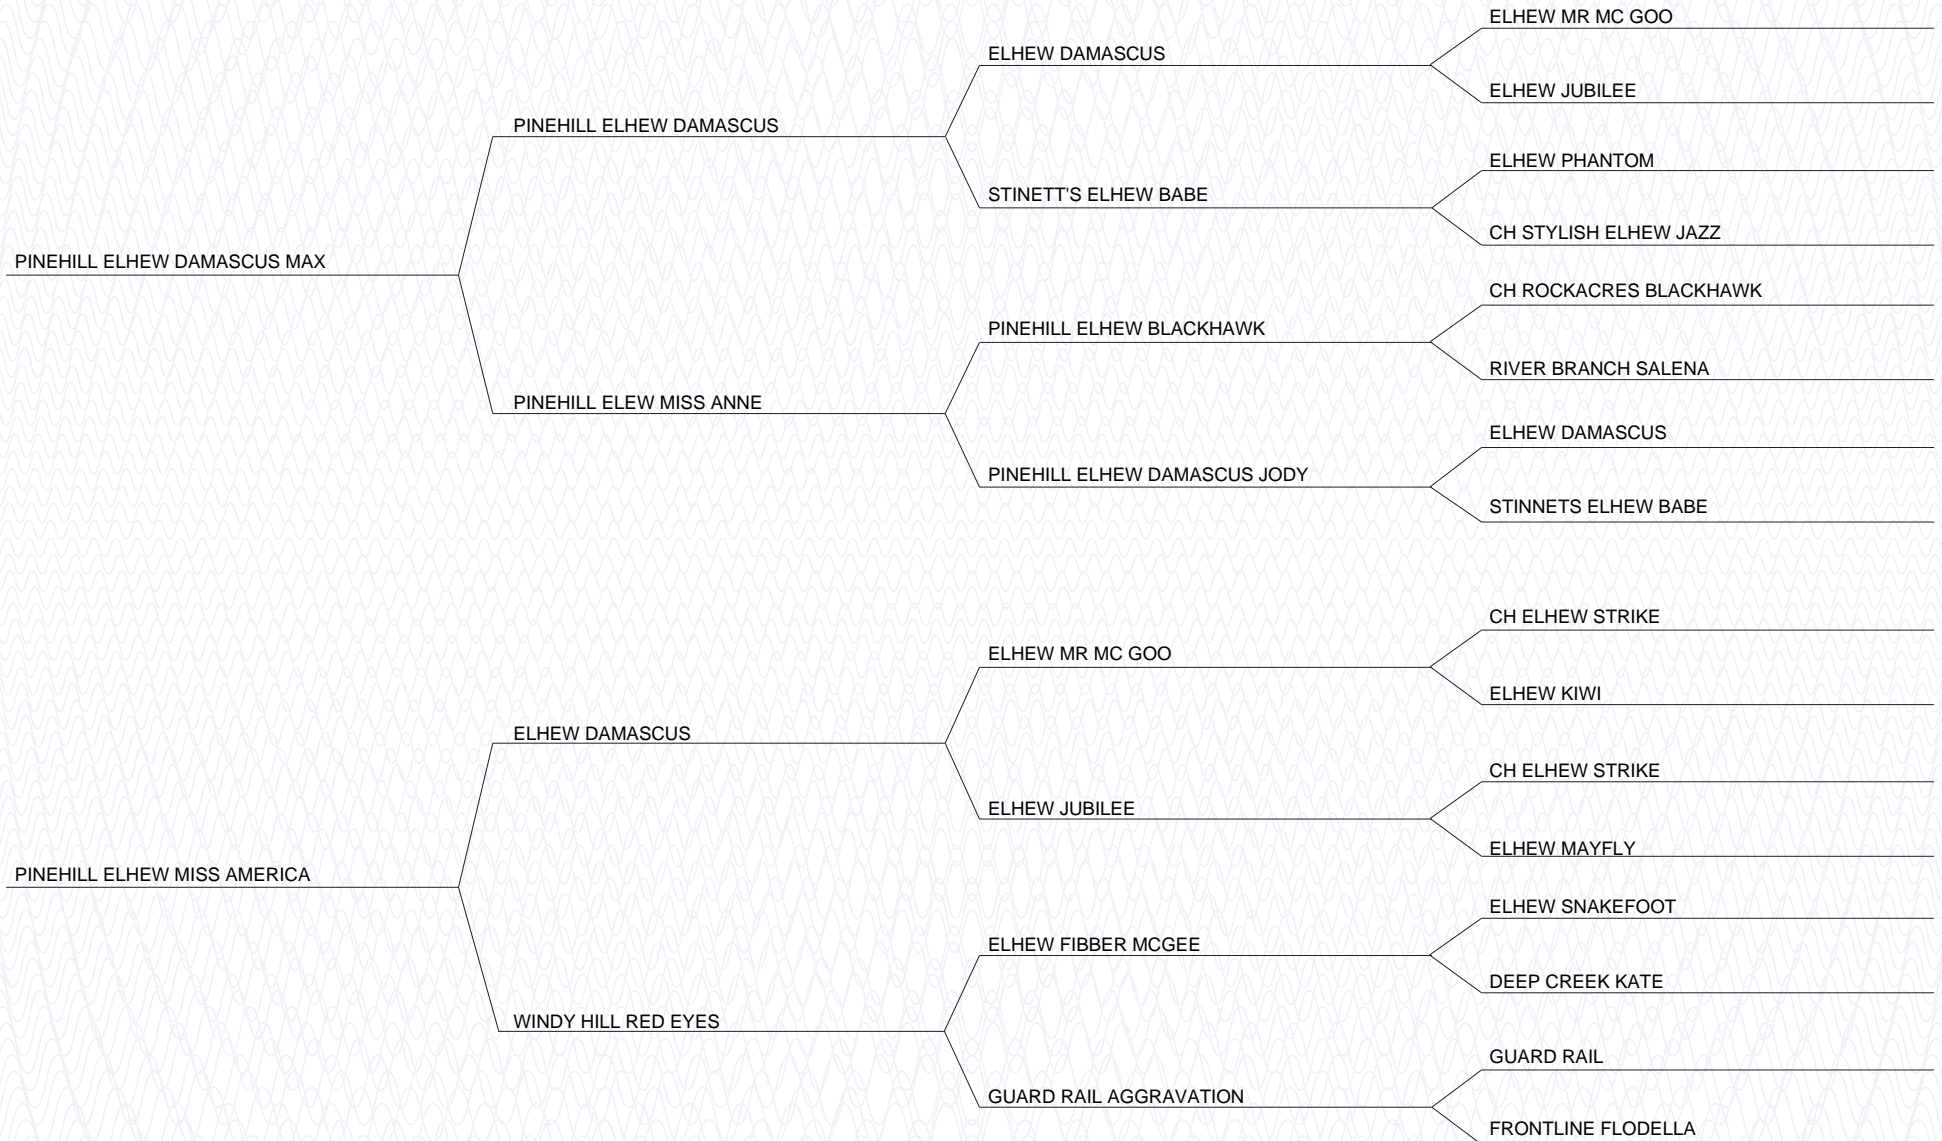 ELHEW MR MC GOO
ELHEW DAMASCUS
ELHEW JUBILEE
PINEHILL ELHEW DAMASCUS
ELHEW PHANTOM
STINETT'S ELHEW BABE
CH STYLISH ELHEW JAZZ
PINEHILL ELHEW DAMASCUS MAX
CH ROCKACRES BLACKHAWK
PINEHILL ELHEW BLACKHAWK
RIVER BRANCH SALENA
PINEHILL ELEW MISS ANNE
ELHEW DAMASCUS
PINEHILL ELHEW DAMASCUS JODY
STINNETS ELHEW BABE
CH ELHEW STRIKE
ELHEW MR MC GOO
ELHEW KIWI
ELHEW DAMASCUS
CH ELHEW STRIKE
ELHEW JUBILEE
ELHEW MAYFLY
PINEHILL ELHEW MISS AMERICA
ELHEW SNAKEFOOT
ELHEW FIBBER MCGEE
DEEP CREEK KATE
WINDY HILL RED EYES
GUARD RAIL
GUARD RAIL AGGRAVATION
FRONTLINE FLODELLA